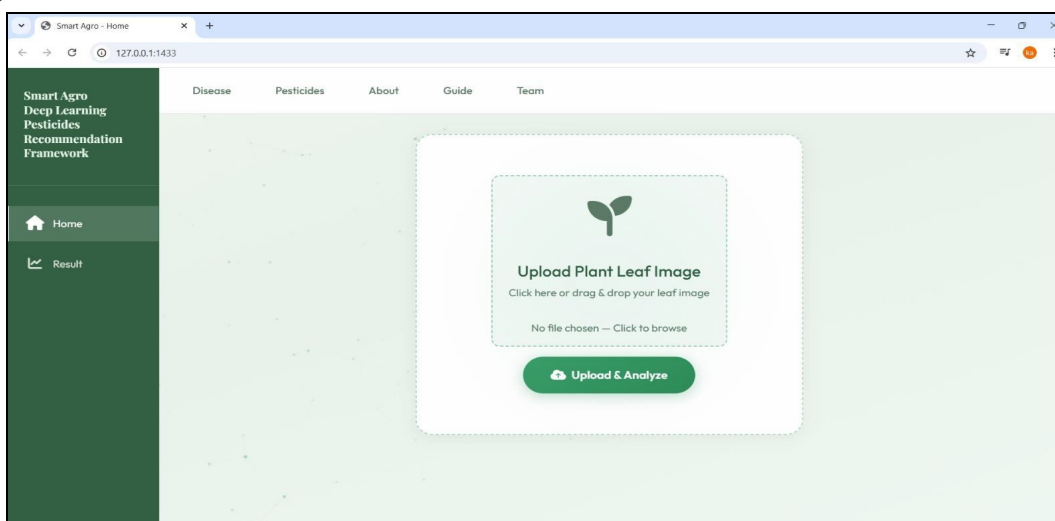 Smart Agro - Home
127.0.0.1:1433
ka
Smart Agro
Deep Learning
Pesticides
Recommendation
Framework
Disease Pesticides About Guide Team
Home
Result
Upload Plant Leaf Image
Click here or drag & drop your leaf image
No file chosen — Click to browse
Upload & Analyze